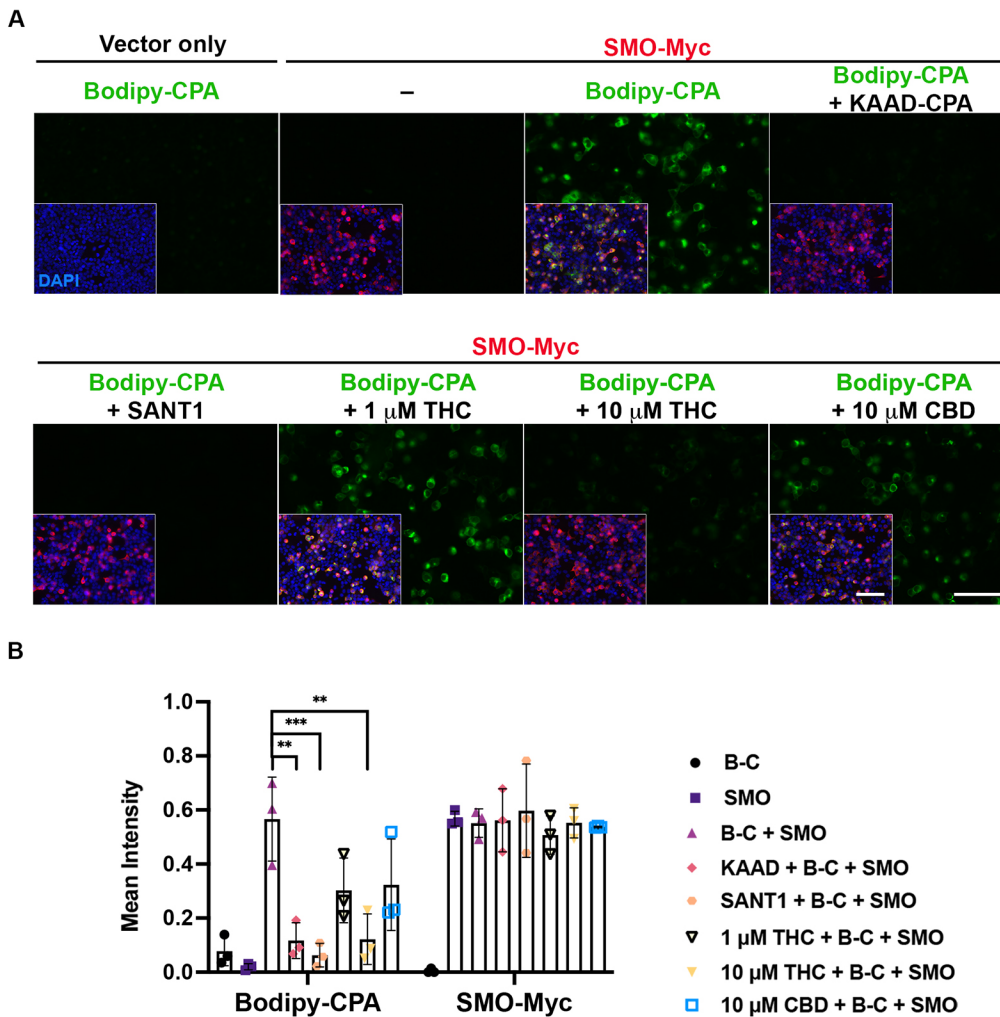 A
Vector only
SMO-Myc
Bodipy-CPA
–
Bodipy-CPA
Bodipy-CPA
+ KAAD-CPA
DAPI
SMO-Myc
Bodipy-CPA
+ SANT1
Bodipy-CPA
+ 1 μM THC
Bodipy-CPA
+ 10 μM THC
Bodipy-CPA
+ 10 μM CBD
B
Mean Intensity
1.0
0.8
0.6
0.4
0.2
0.0
**
***
**
Bodipy-CPA
SMO-Myc
B-C
SMO
B-C + SMO
KAAD + B-C + SMO
SANT1 + B-C + SMO
1 μM THC + B-C + SMO
10 μM THC + B-C + SMO
10 μM CBD + B-C + SMO